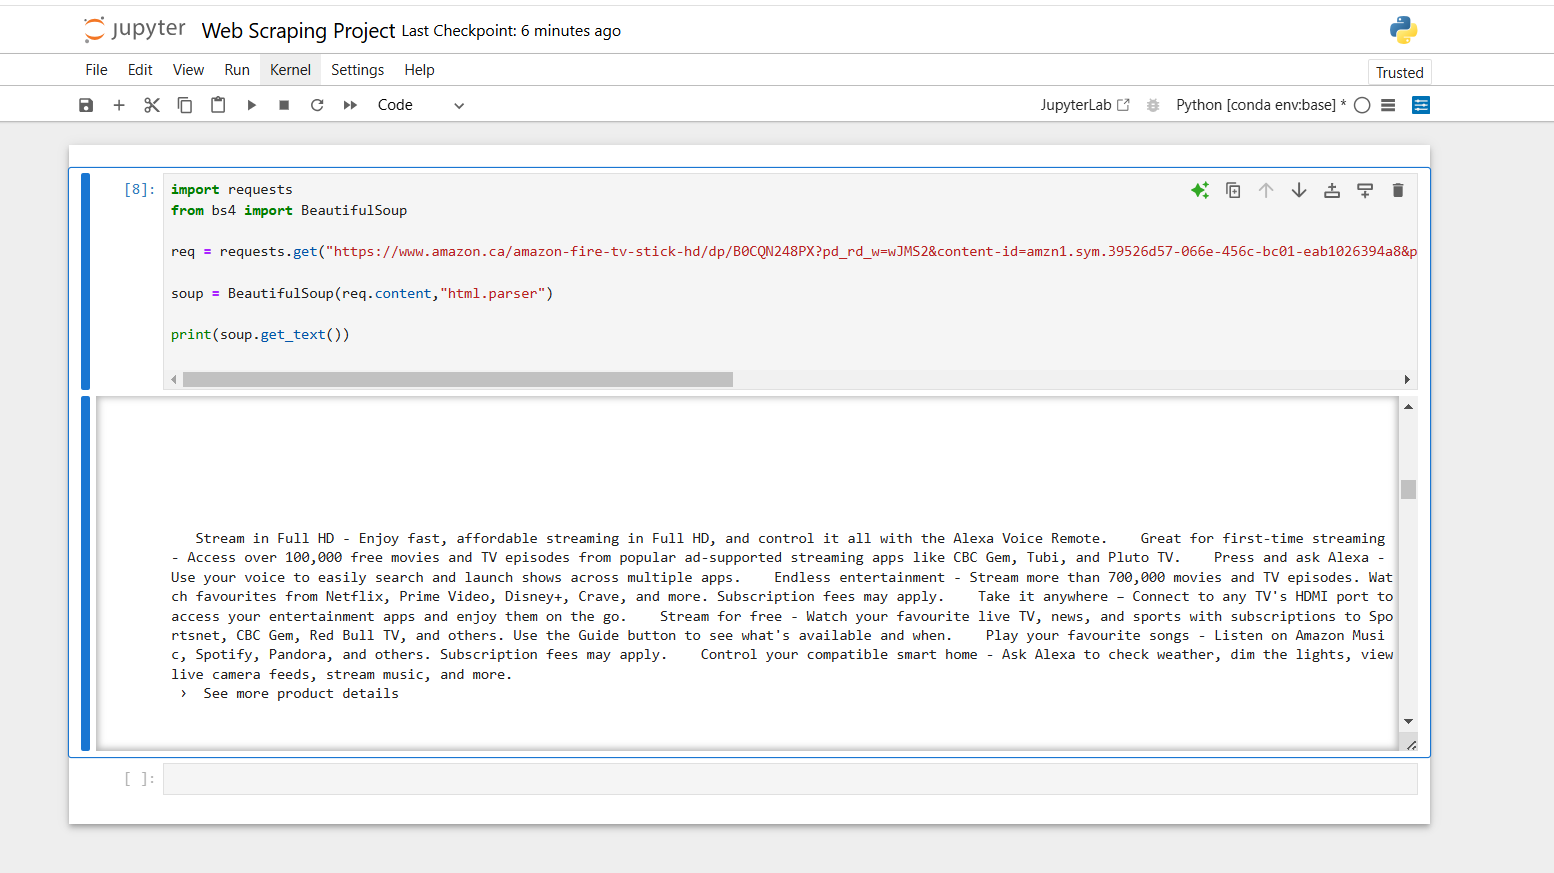 jupyter Web Scraping Project Last Checkpoint: 6 minutes ago
File Edit View Run Kernel Settings Help
Trusted
Code
JupyterLab
Python [conda env:base] *
[8]:
import requests
from bs4 import BeautifulSoup
req = requests.get("https://www.amazon.ca/amazon-fire-tv-stick-hd/dp/B0CQN248PX?pd_rd_w=wJMS2&content-id=amzn1.sym.39526d57-066e-456c-bc01-eab1026394a8&p
soup = BeautifulSoup(req.content,"html.parser")
print(soup.get_text())
Stream in Full HD - Enjoy fast, affordable streaming in Full HD, and control it all with the Alexa Voice Remote.    Great for first-time streaming
- Access over 100,000 free movies and TV episodes from popular ad-supported streaming apps like CBC Gem, Tubi, and Pluto TV.    Press and ask Alexa -
Use your voice to easily search and launch shows across multiple apps.    Endless entertainment - Stream more than 700,000 movies and TV episodes. Wat
ch favourites from Netflix, Prime Video, Disney+, Crave, and more. Subscription fees may apply.    Take it anywhere – Connect to any TV's HDMI port to
access your entertainment apps and enjoy them on the go.    Stream for free - Watch your favourite live TV, news, and sports with subscriptions to Spo
rtsnet, CBC Gem, Red Bull TV, and others. Use the Guide button to see what's available and when.    Play your favourite songs - Listen on Amazon Musi
c, Spotify, Pandora, and others. Subscription fees may apply.    Control your compatible smart home - Ask Alexa to check weather, dim the lights, view
live camera feeds, stream music, and more.
› See more product details
[ ]: